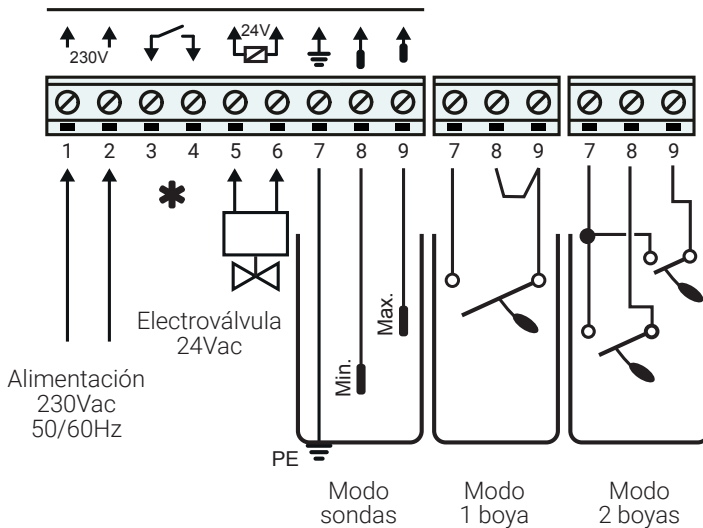 230V
24V
1 2 3 4 5 6 7 8 9
7 8 9
7 8 9
Electroválvula
24Vac
Alimentación
230Vac
50/60Hz
Min.
Max.
PE
Modo
sondas
Modo
1 boya
Modo
2 boyas